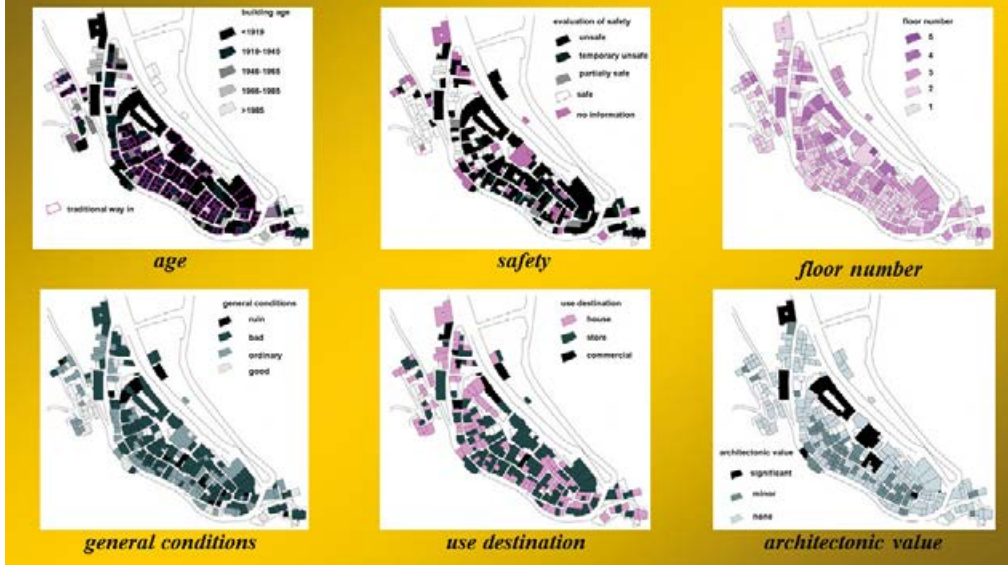 building age
<1919
1919-1945
1946-1965
1966-1985
>1985
traditional way in
age
evaluation of safety
unsafe
temporary unsafe
partially safe
safe
no information
safety
floor number
5
4
3
2
1
floor number
general conditions
ruin
bad
ordinary
good
general conditions
use destination
house
store
commercial
use destination
architectonic value
significant
minor
none
architectonic value